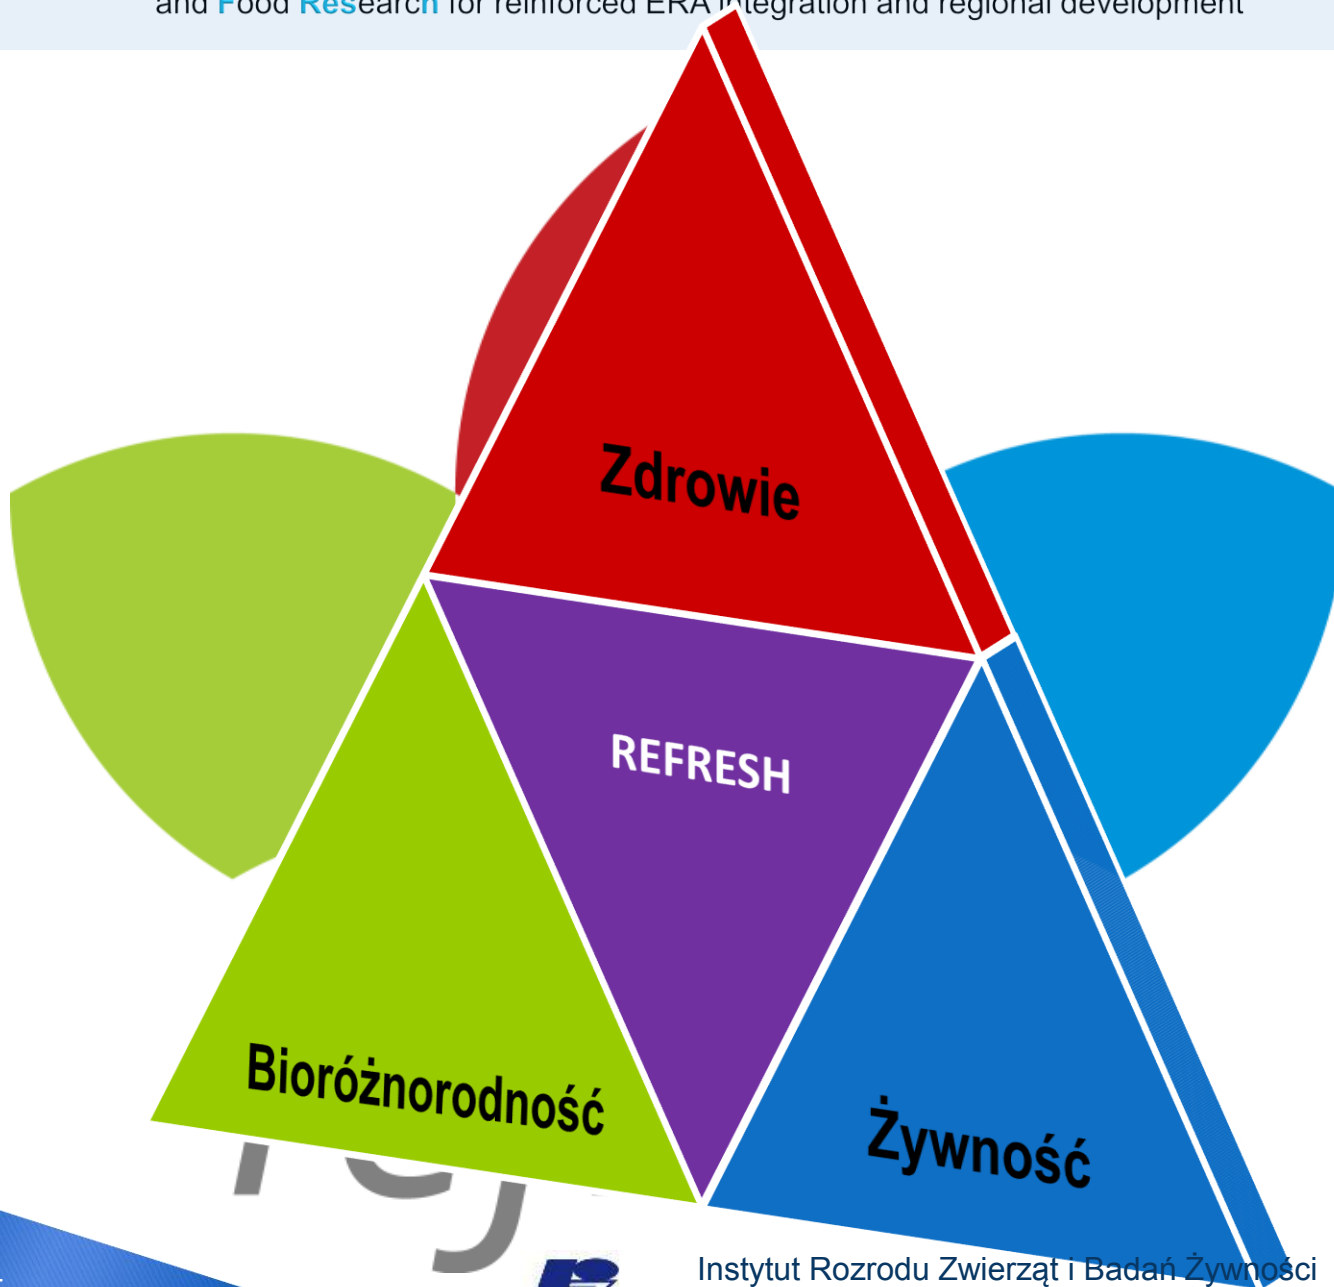 and Food Research for reinforced ERA integration and regional development
Zdrowie
REFRESH
Bioróżnorodność
Żywność
Instytut Rozrodu Zwierząt i Badań Żywności